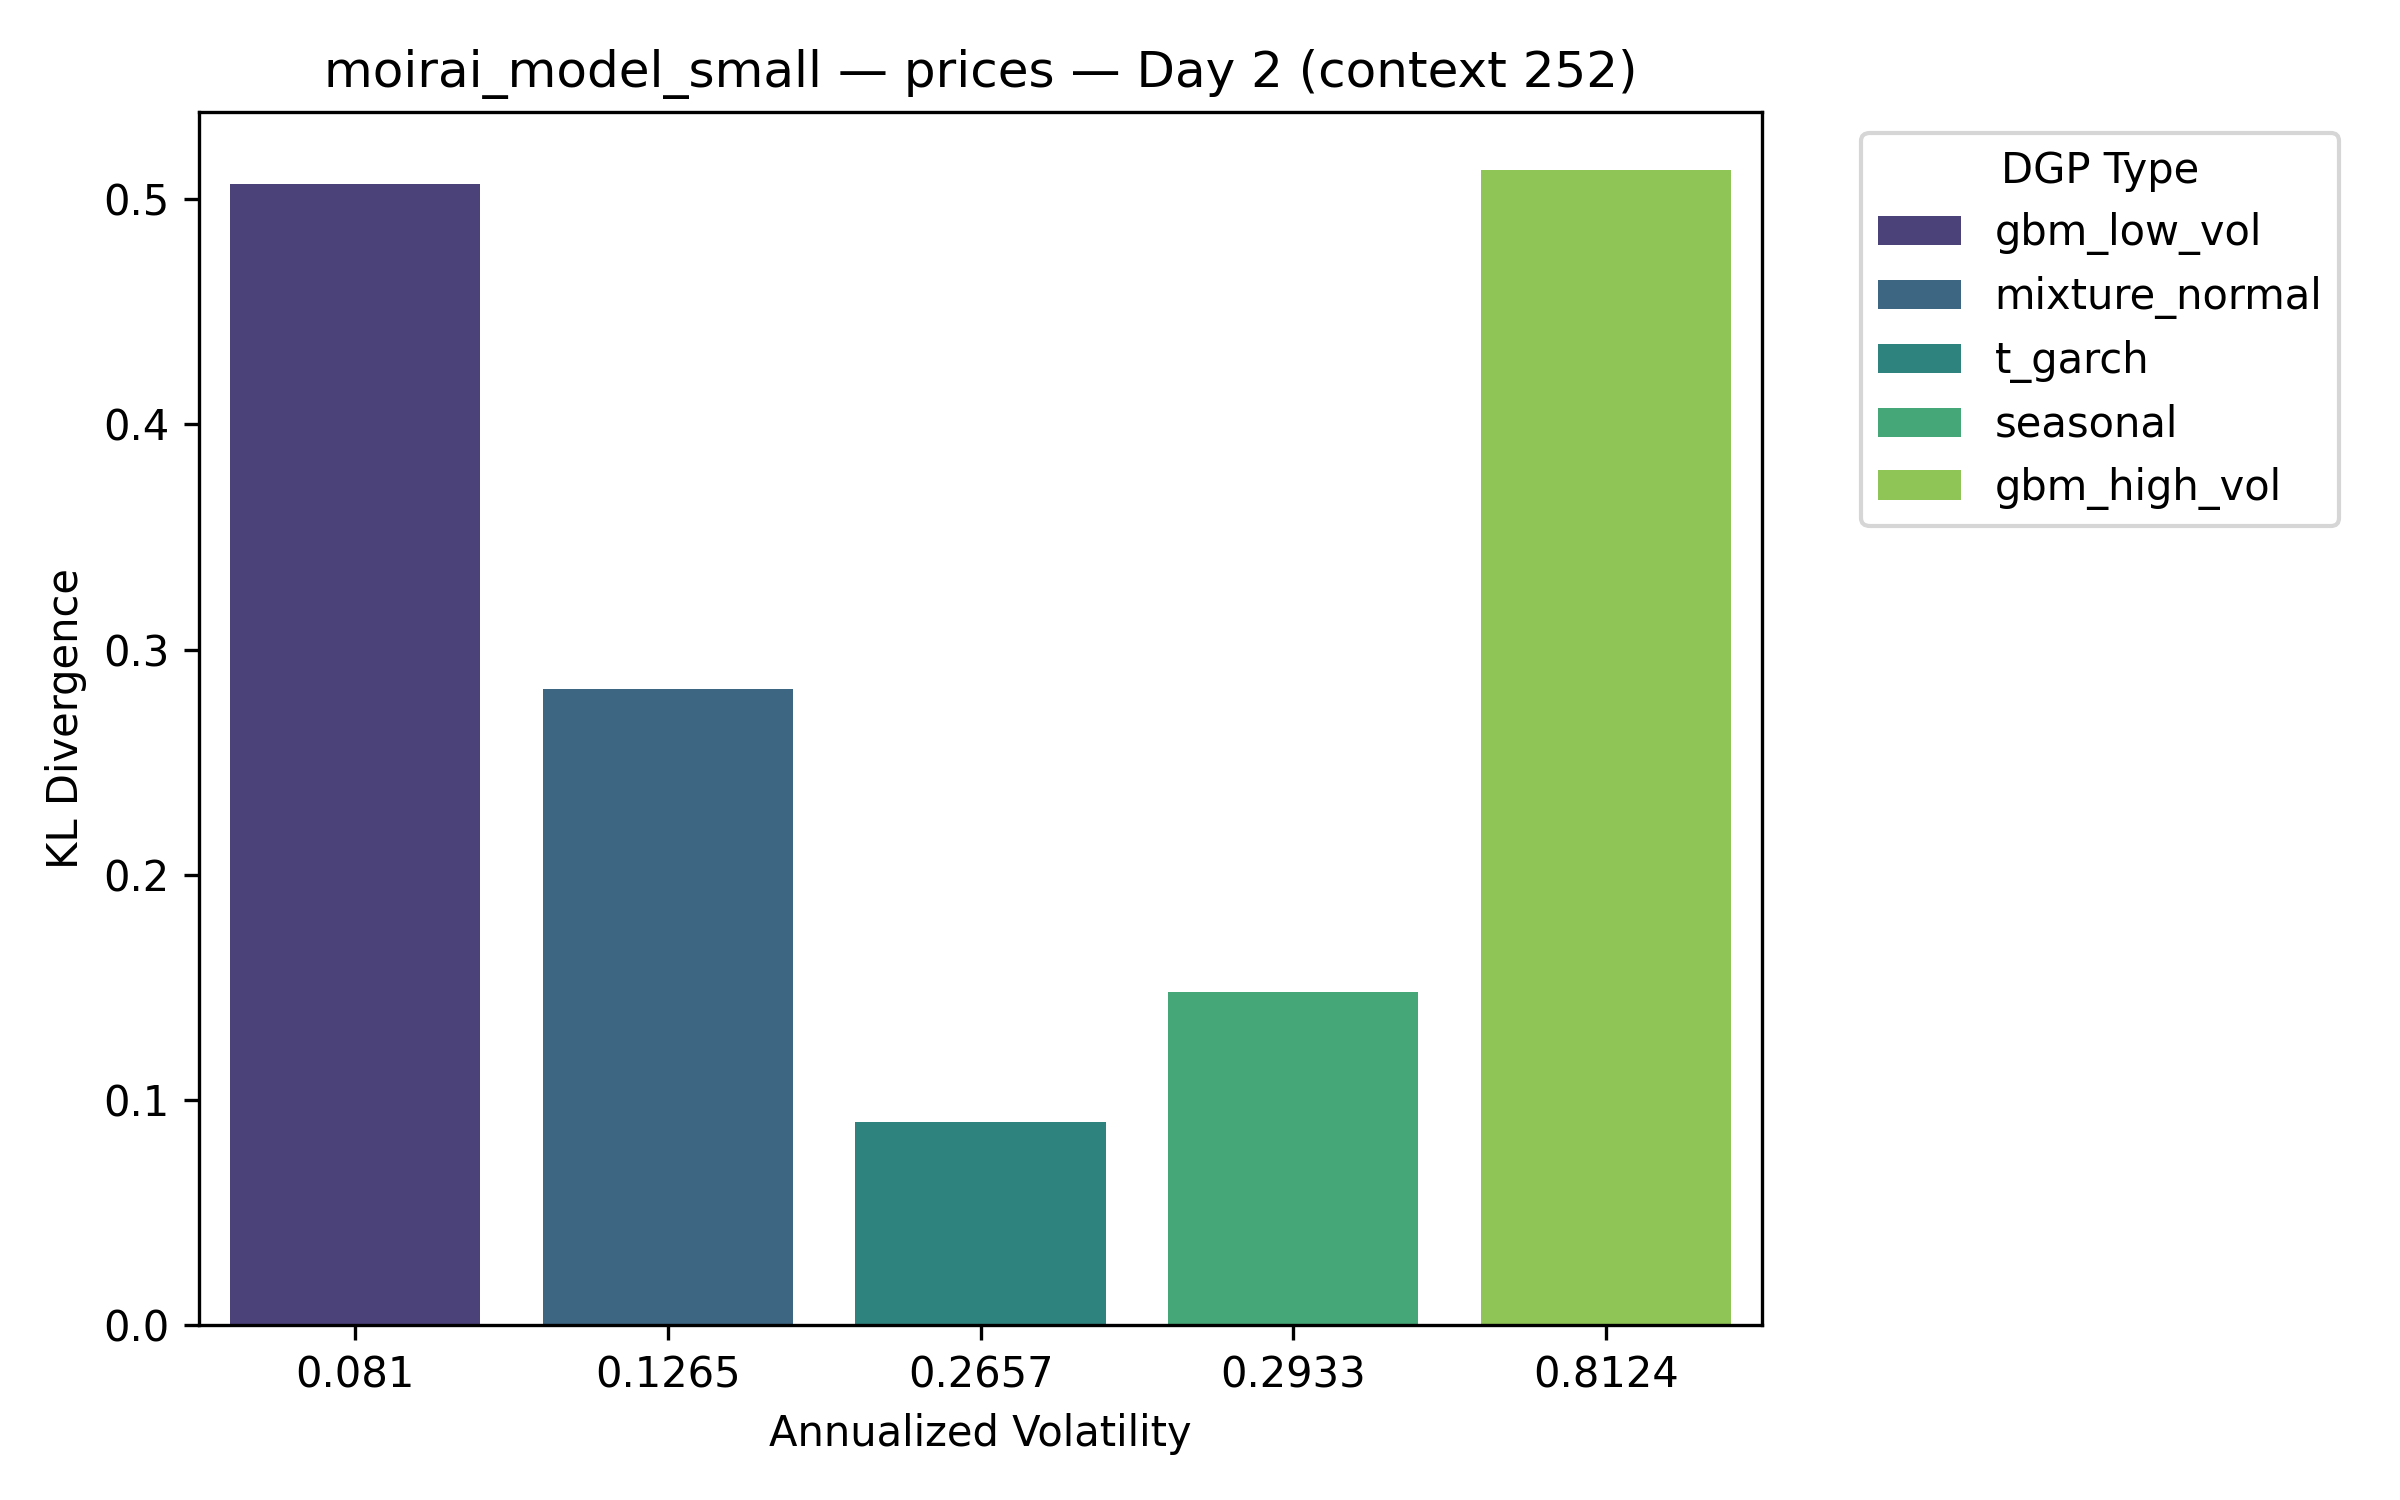 moirai_model_small — prices — Day 2 (context 252)
KL Divergence
0.5
0.4
0.3
0.2
0.1
0.0
0.081 0.1265 0.2657 0.2933 0.8124
Annualized Volatility
DGP Type
gbm_low_vol
mixture_normal
t_garch
seasonal
gbm_high_vol